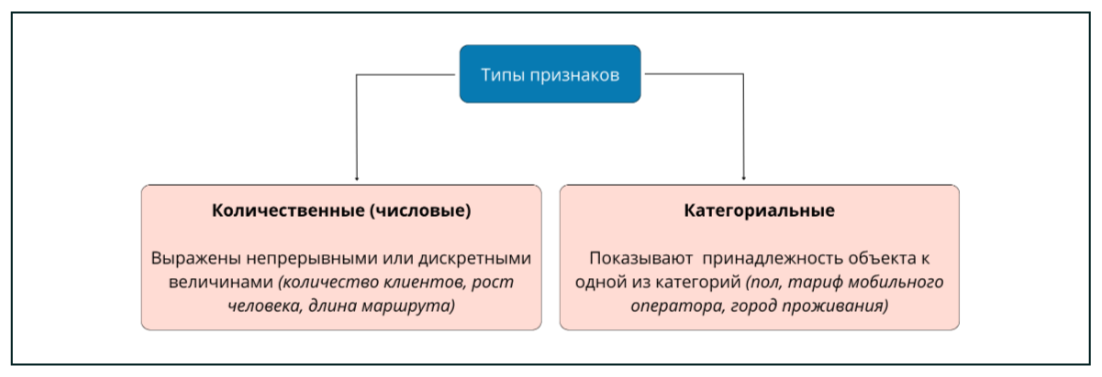 Типы признаков
Количественные (числовые)
Выражены непрерывными или дискретными
величинами (количество клиентов, рост
человека, длина маршрута)
Категориальные
Показывают принадлежность объекта к
одной из категорий (пол, тариф мобильного
оператора, город проживания)